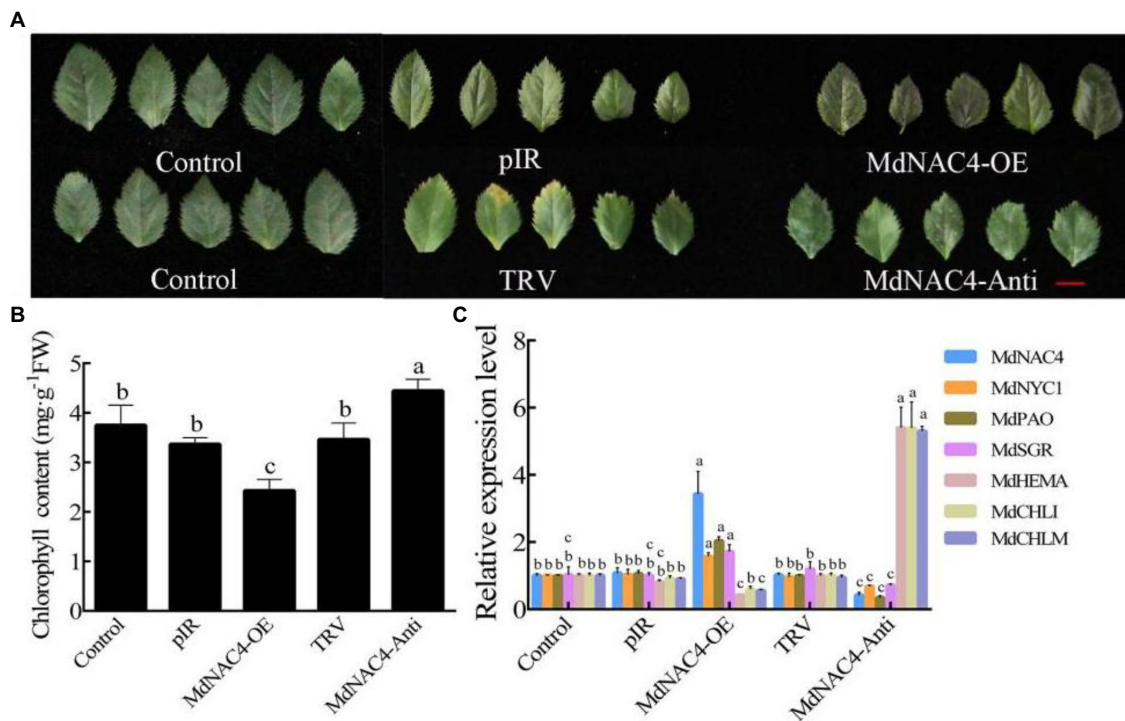 A
Control
pIR
MdNAC4-OE
Control
TRV
MdNAC4-Anti
B
Chlorophyll content (mg·g⁻¹FW)
5
4
3
2
1
0
b
b
c
b
a
Control
pIR
MdNAC4-OE
TRV
MdNAC4-Anti
C
Relative expression level
8
6
4
2
0
b b b c b b b b
b b b c b c b b b
a a a a c b c
b b b b b b b
c c c c a a a
Control
pIR
MdNAC4-OE
TRV
MdNAC4-Anti
MdNAC4
MdNYC1
MdPAO
MdSGR
MdHEMA
MdCHLI
MdCHLM